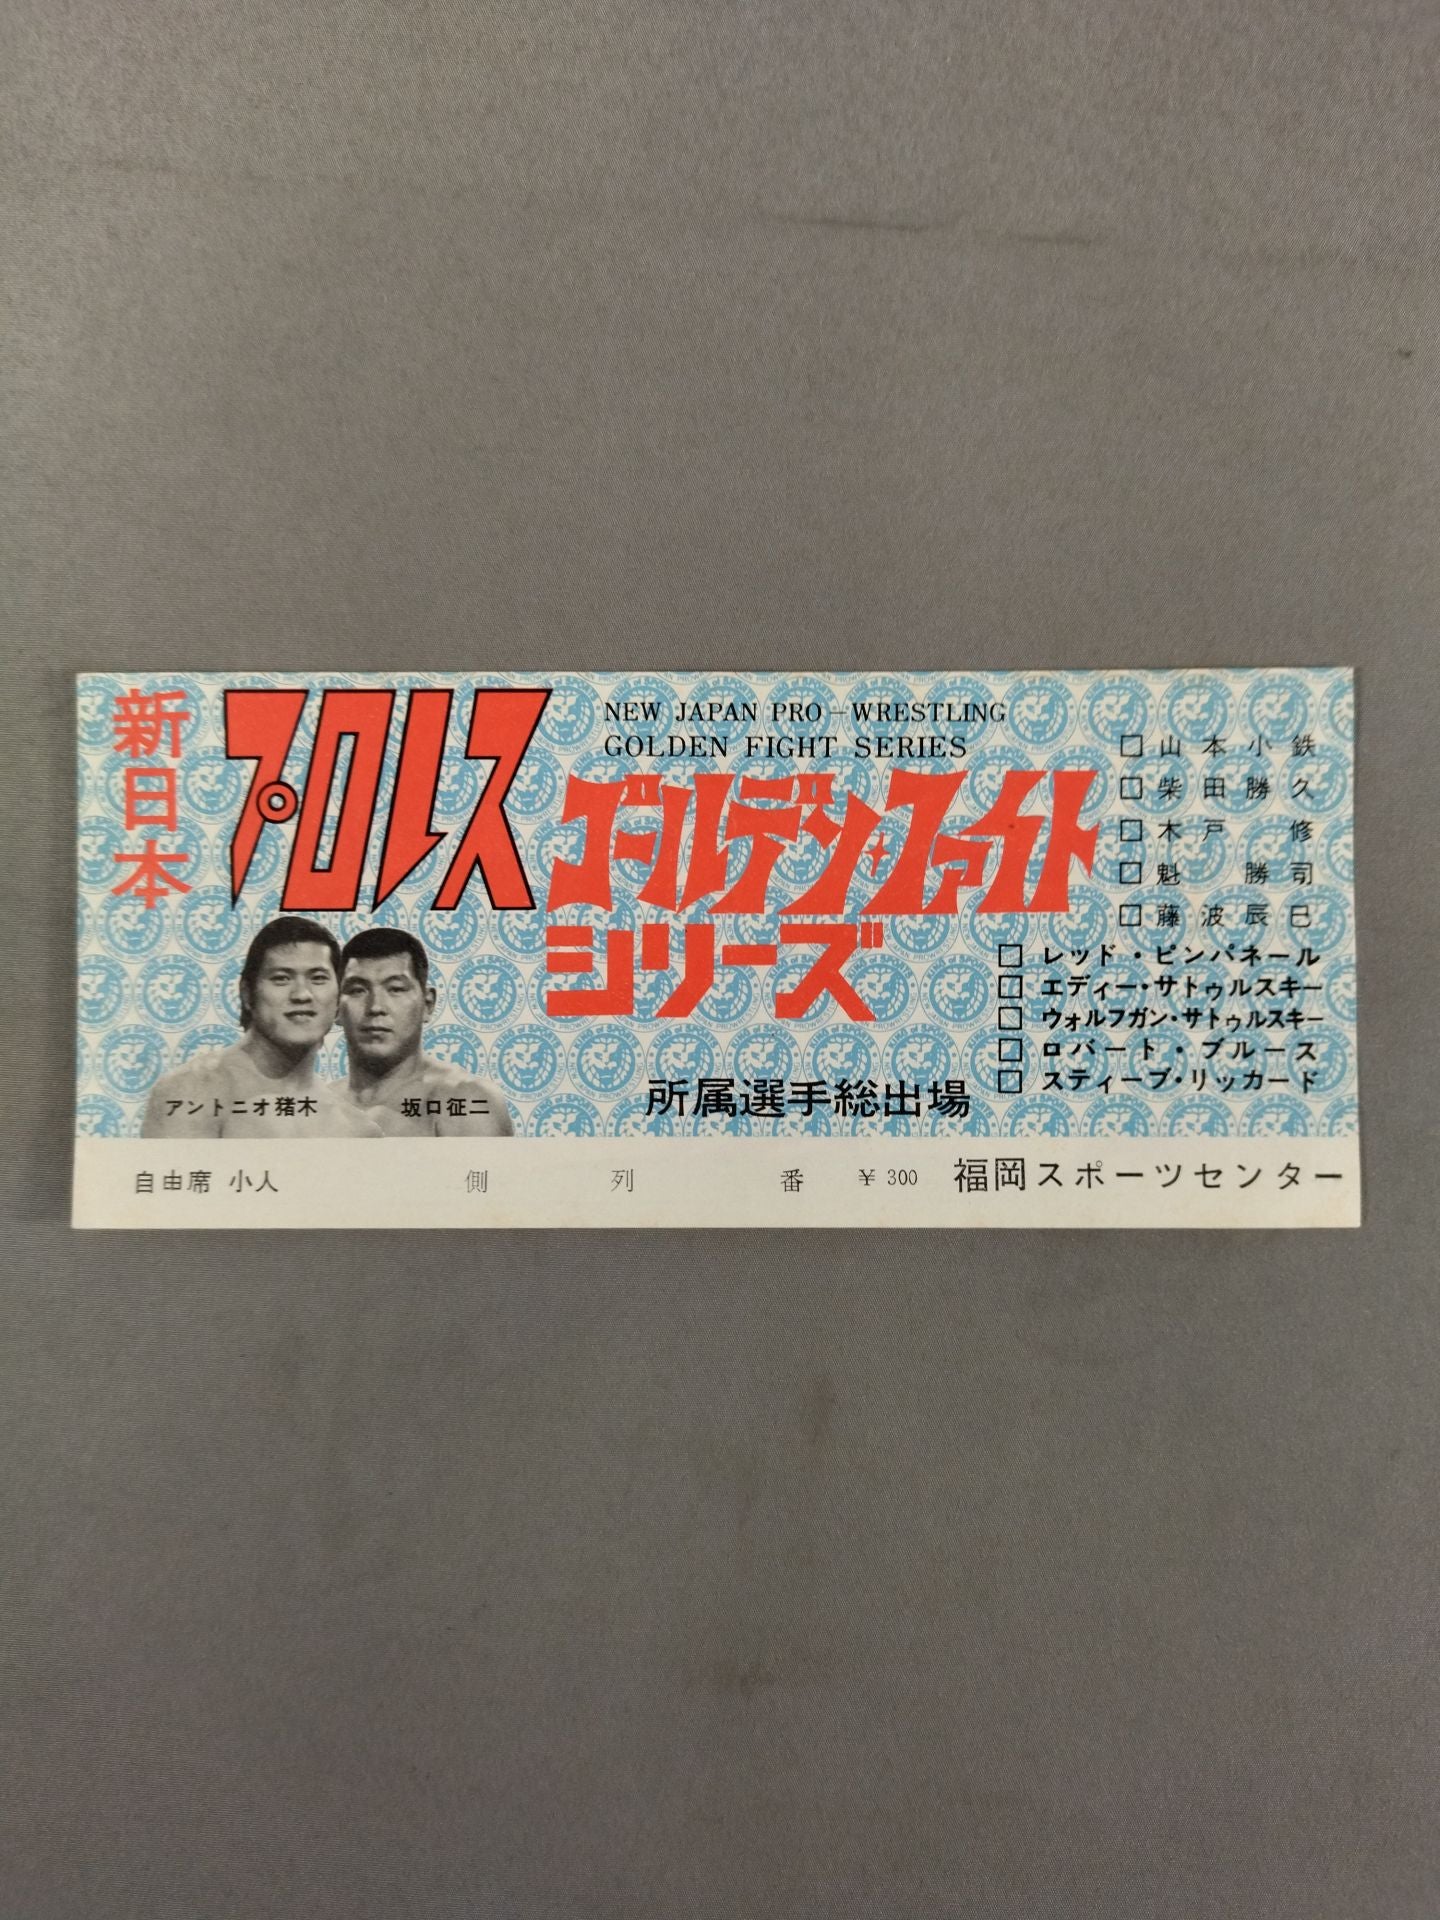 新日本
プロレス
NEW JAPAN PRO-WRESTLING
GOLDEN FIGHT SERIES
ゴールデン・ファイト
シリーズ
□ 山本小鉄
□ 柴田勝久
□ 木戸 修
□ 魁 勝司
□ 藤波辰巳
□ レッド・ピンパネール
□ エディー・サトゥルスキー
□ ウォルフガン・サトゥルスキー
□ ロバート・ブルース
□ スティーブ・リッカード
アントニオ猪木 坂口征二
所属選手総出場
自由席 小人 側 列 番 ¥300 福岡スポーツセンター